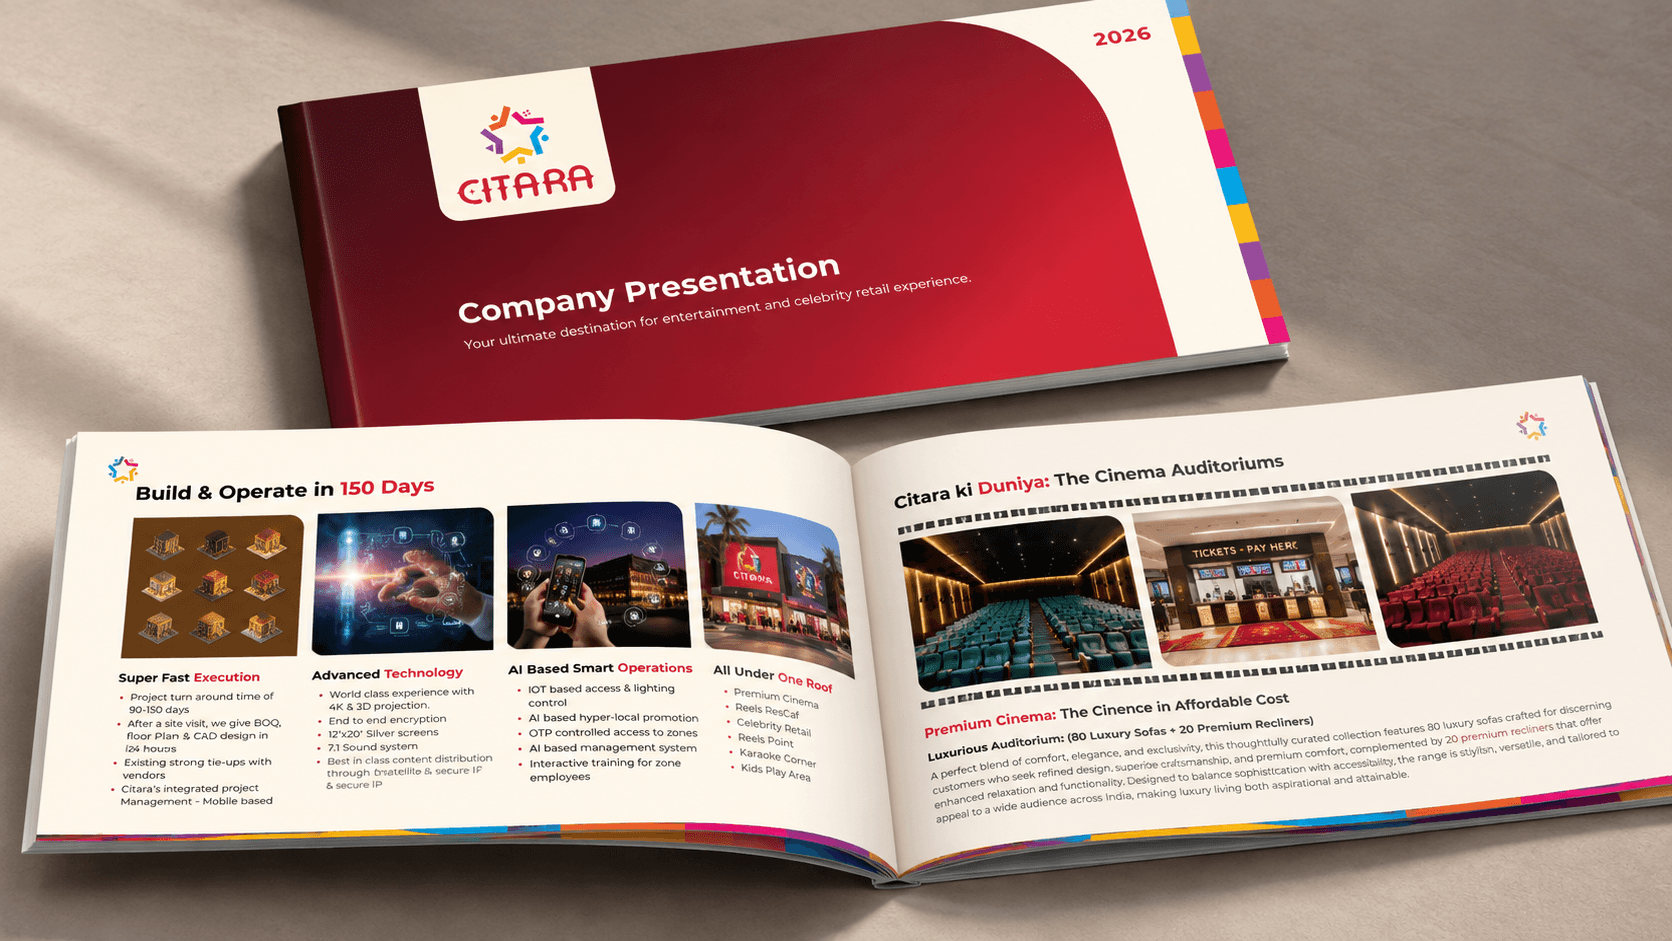 2026
CITARA
Company Presentation
Your ultimate destination for entertainment and celebrity retail experience.
Build & Operate in 150 Days
CITARA
Super Fast Execution
• Project turn around time of
90-150 days
• After a site visit, we give BOQ,
floor Plan & CAD design in
24 hours
• Existing strong tie-ups with
vendors
• Citara's integrated project
Management - Mobile based
Advanced Technology
• World class experience with
4K & 3D projection.
• End to end encryption
• 12'x20' Silver screens
• 7.1 Sound system
• Best in class content distribution
through & secure IP
& secure IP
AI Based Smart Operations
• IOT based access & lighting
control
• AI based hyper-local promotion
• OTP controlled access to zones
• AI based management system
• Interactive training for zone
employees
All Under One Roof
• Premium Cinema
• Reels ResCaf
• Celebrity Retail
• Reels Point
• Karaoke Corner
• Kids Play Area
Citara ki Duniya: The Cinema Auditoriums
TICKETS - PAY HERE
Premium Cinema: The Cinence in Affordable Cost
Luxurious Auditorium: (80 Luxury Sofas + 20 Premium Recliners)
A perfect blend of comfort, elegance, and exclusivity, this thoughtfully curated collection features 80 luxury sofas crafted for discerning
customers who seek refined design, superior craftsmanship, and premium comfort, complemented by 20 premium recliners that offer
enhanced relaxation and functionality. Designed to balance sophistication with accessibility, the range is stylish, versatile, and tailored to
appeal to a wide audience across India, making luxury living both aspirational and attainable.